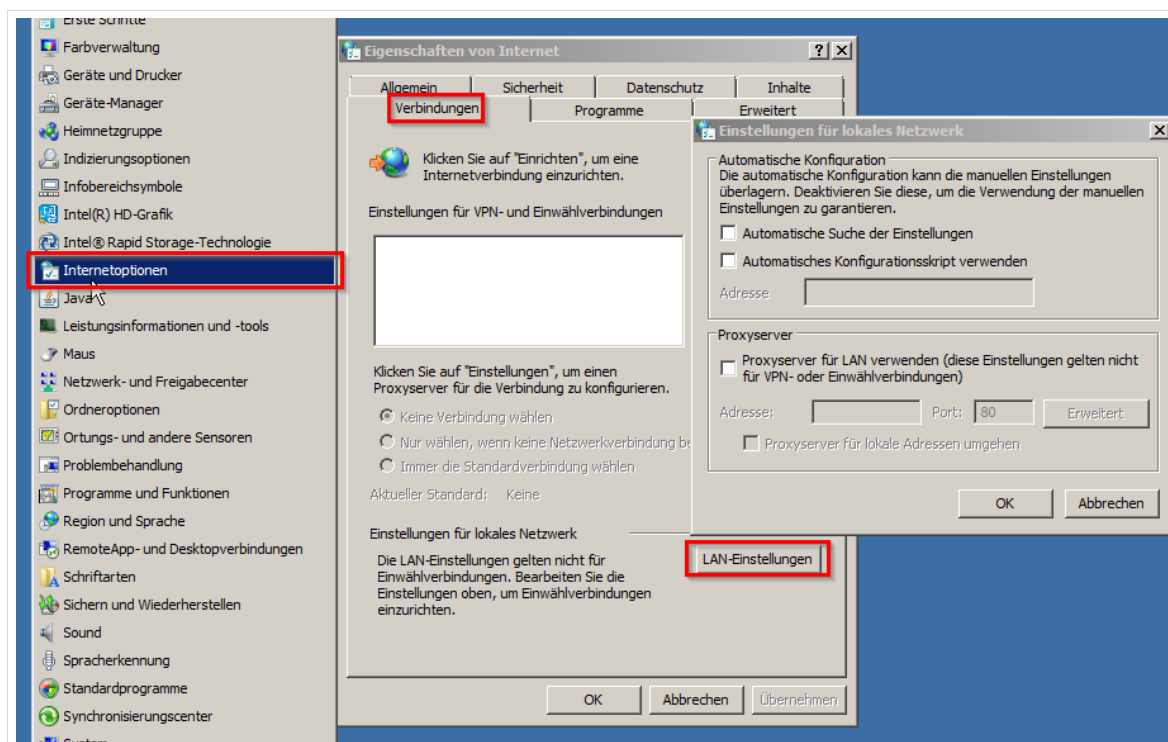 Erste Schritte
Farbverwaltung
Geräte und Drucker
Geräte-Manager
Heimnetzgruppe
Indizierungsoptionen
Infobereichsymbole
Intel(R) HD-Grafik
Intel® Rapid Storage-Technologie
Internetoptionen
Java
Leistungsinformationen und -tools
Maus
Netzwerk- und Freigabecenter
Ordneroptionen
Ortungs- und andere Sensoren
Problembehandlung
Programme und Funktionen
Region und Sprache
RemoteApp- und Desktopverbindungen
Schriftarten
Sichern und Wiederherstellen
Sound
Spracherkennung
Standardprogramme
Synchronisierungscenter
System
Eigenschaften von Internet
Allgemein Sicherheit Datenschutz Inhalte
Verbindungen Programme Erweitert
Klicken Sie auf "Einrichten", um eine
Internetverbindung einzurichten.
Einstellungen für VPN- und Einwählverbindungen
Klicken Sie auf "Einstellungen", um einen
Proxyserver für die Verbindung zu konfigurieren.
Keine Verbindung wählen
Nur wählen, wenn keine Netzwerkverbindung be
Immer die Standardverbindung wählen
Aktueller Standard: Keine
Einstellungen für lokales Netzwerk
Die LAN-Einstellungen gelten nicht für
Einwählverbindungen. Bearbeiten Sie die
Einstellungen oben, um Einwählverbindungen
einzurichten.
LAN-Einstellungen
OK Abbrechen Übernehmen
Einstellungen für lokales Netzwerk
Automatische Konfiguration
Die automatische Konfiguration kann die manuellen Einstellungen
überlagern. Deaktivieren Sie diese, um die Verwendung der manuellen
Einstellungen zu garantieren.
Automatische Suche der Einstellungen
Automatisches Konfigurationsskript verwenden
Adresse
Proxyserver
Proxyserver für LAN verwenden (diese Einstellungen gelten nicht
für VPN- oder Einwählverbindungen)
Adresse: Port: 80 Erweitert
Proxyserver für lokale Adressen umgehen
OK Abbrechen